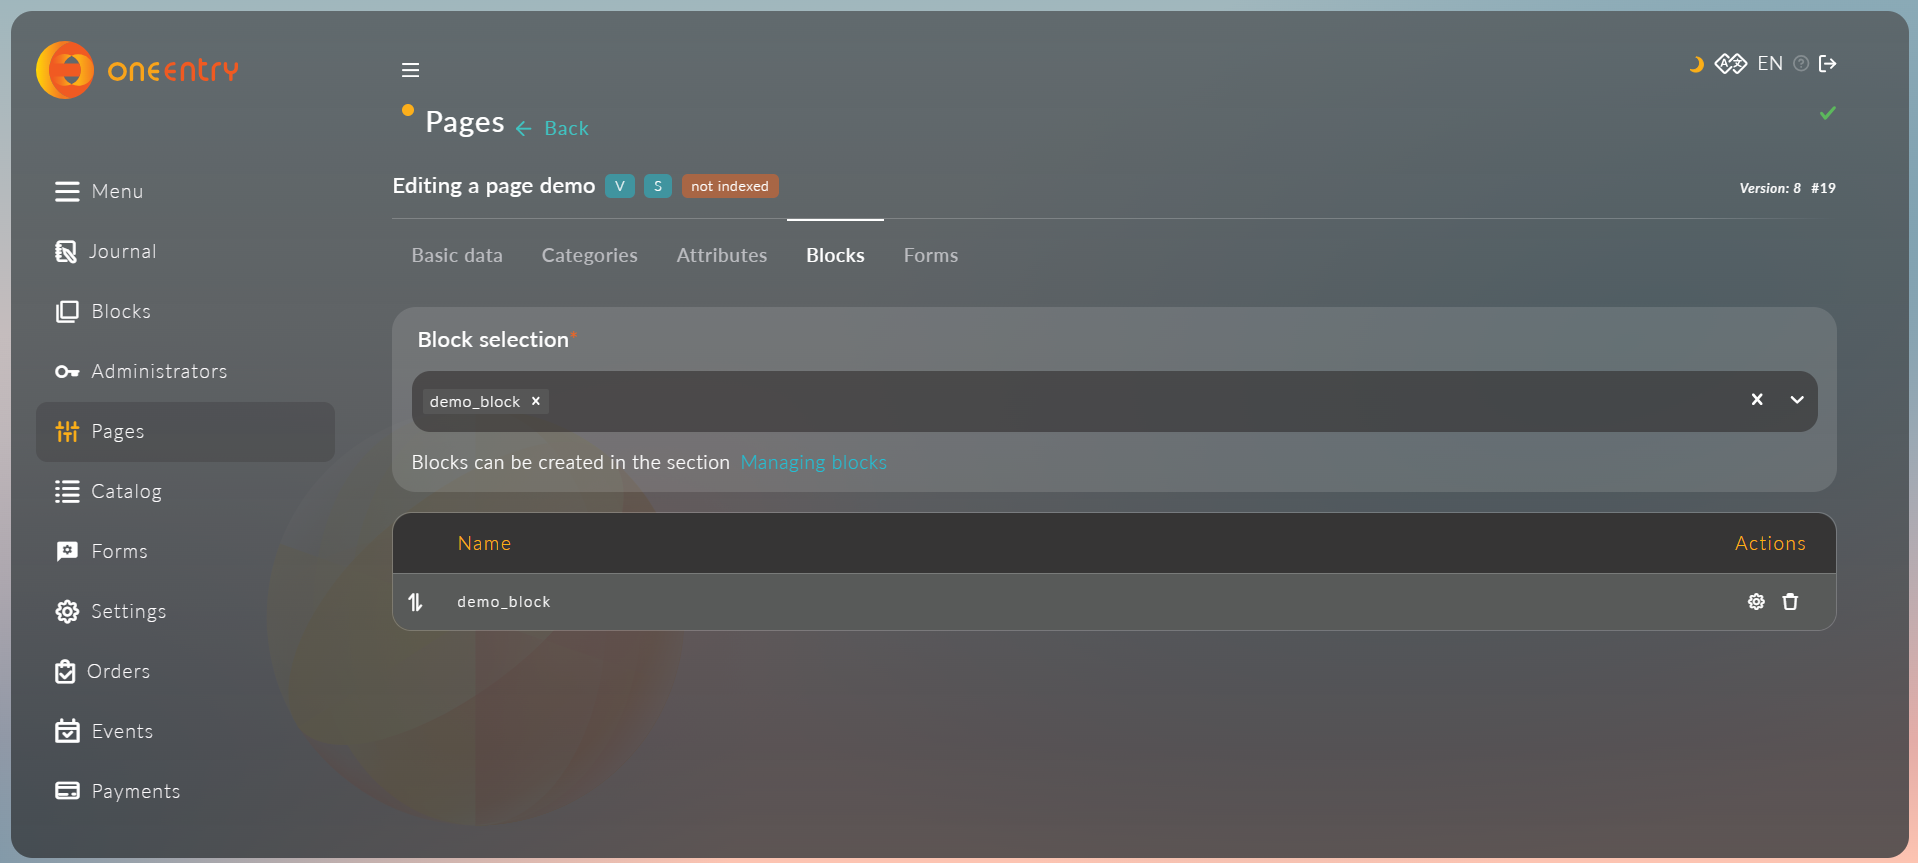 oneentry
EN
Pages ← Back
Editing a page demo V S not indexed
Version: 8 #19
Menu
Journal
Blocks
Administrators
Pages
Catalog
Forms
Settings
Orders
Events
Payments
Basic data Categories Attributes Blocks Forms
Block selection*
demo_block ×
Blocks can be created in the section Managing blocks
Name Actions
demo_block